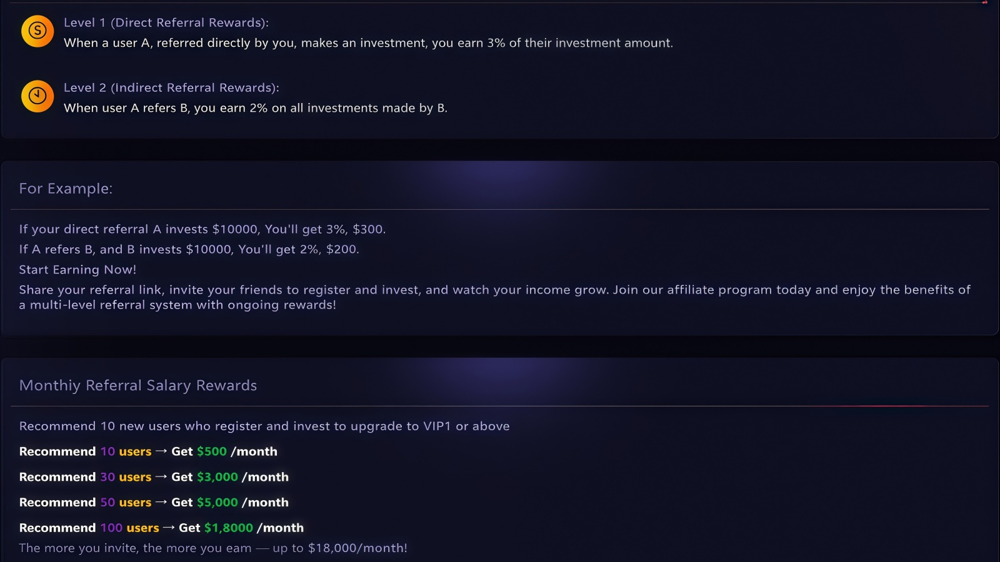 Level 1 (Direct Referral Rewards):
When a user A, referred directly by you, makes an investment, you earn 3% of their investment amount.
Level 2 (Indirect Referral Rewards):
When user A refers B, you earn 2% on all investments made by B.
For Example:
If your direct referral A invests $10000, You'll get 3%, $300.
If A refers B, and B invests $10000, You'll get 2%, $200.
Start Earning Now!
Share your referral link, invite your friends to register and invest, and watch your income grow. Join our affiliate program today and enjoy the benefits of
a multi-level referral system with ongoing rewards!
Monthiy Referral Salary Rewards
Recommend 10 new users who register and invest to upgrade to VIP1 or above
Recommend 10 users → Get $500 /month
Recommend 30 users → Get $3,000 /month
Recommend 50 users → Get $5,000 /month
Recommend 100 users → Get $1,8000 /month
The more you invite, the more you eam — up to $18,000/month!